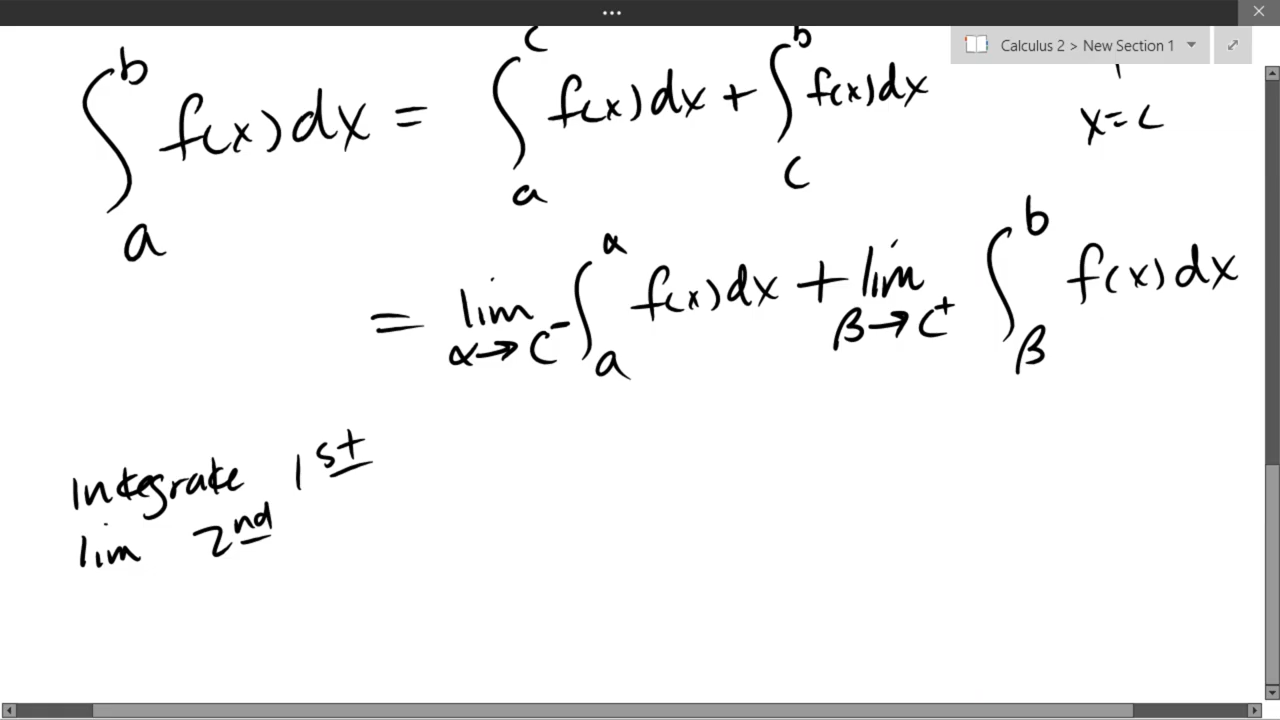 Calculus 2 > New Section 1
∫_a^b f(x)dx = ∫_a^c f(x)dx + ∫_c^b f(x)dx
x=c
= lim_{α→c⁻} ∫_a^α f(x)dx + lim_{β→c⁺} ∫_β^b f(x)dx
Integrate 1st
lim 2nd